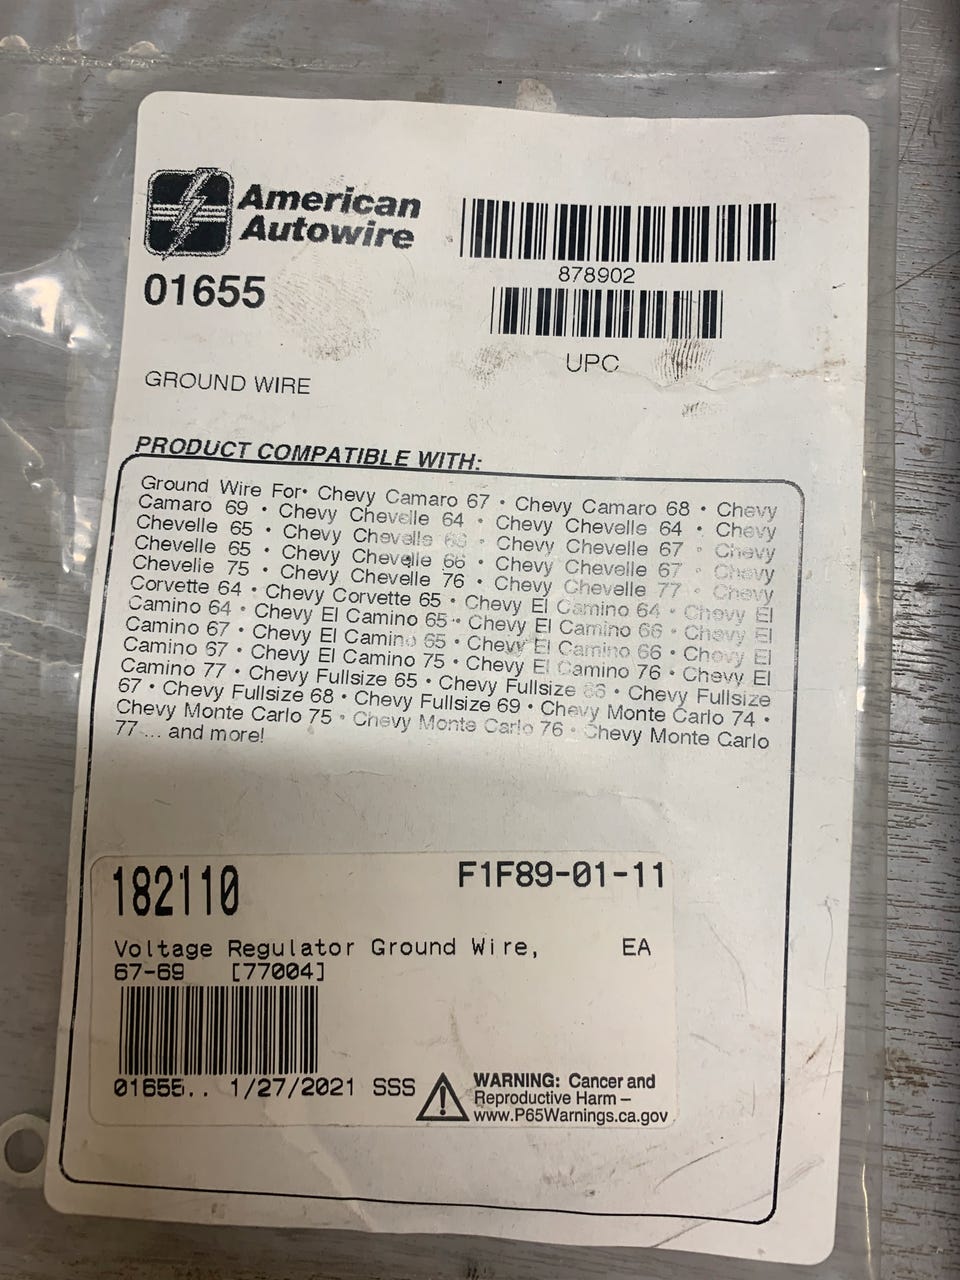 American
Autowire
01655
878902
UPC
GROUND WIRE
PRODUCT COMPATIBLE WITH:
Ground Wire For• Chevy Camaro 67 • Chevy Camaro 68 • Chevy
Camaro 69 • Chevy Chevelle 64 • Chevy Chevelle 64 • Chevy
Chevelle 65 • Chevy Chevelle 66 • Chevy Chevelle 67 • Chevy
Chevelle 65 • Chevy Chevelle 66 • Chevy Chevelle 67 • Chevy
Chevelle 75 • Chevy Chevelle 76 • Chevy Chevelle 77 • Chevy
Corvette 64 • Chevy Corvette 65 • Chevy El Camino 64 • Chevy El
Camino 64 • Chevy El Camino 65 • Chevy El Camino 66 • Chevy El
Camino 67 • Chevy El Camino 65 • Chevy El Camino 66 • Chevy El
Camino 67 • Chevy El Camino 75 • Chevy El Camino 76 • Chevy El
Camino 77 • Chevy Fullsize 65 • Chevy Fullsize 66 • Chevy Fullsize
67 • Chevy Fullsize 68 • Chevy Fullsize 69 • Chevy Monte Carlo 74 •
Chevy Monte Carlo 75 • Chevy Monte Carlo 76 • Chevy Monte Carlo
77 ... and more!
182110 F1F89-01-11
Voltage Regulator Ground Wire, EA
67-69 [77004]
01655.. 1/27/2021 SSS
WARNING: Cancer and
Reproductive Harm –
www.P65Warnings.ca.gov